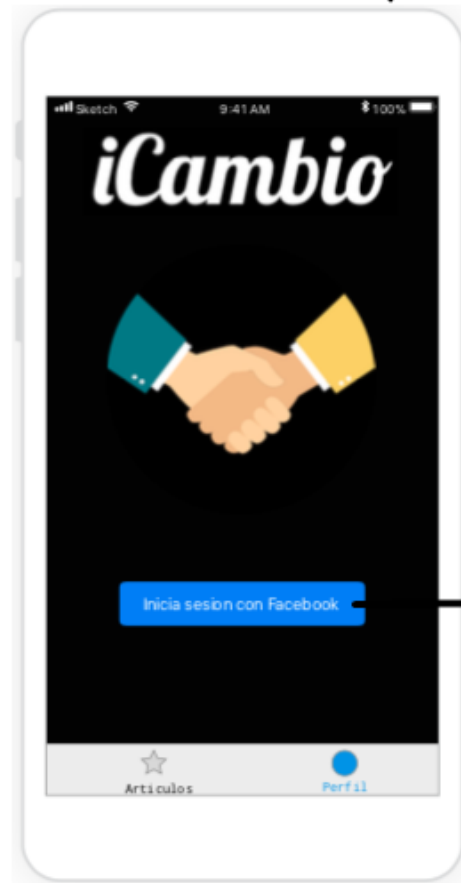 Sketch 9:41 AM 100%
iCambio
Inicia sesion con Facebook
Articulos Perfil